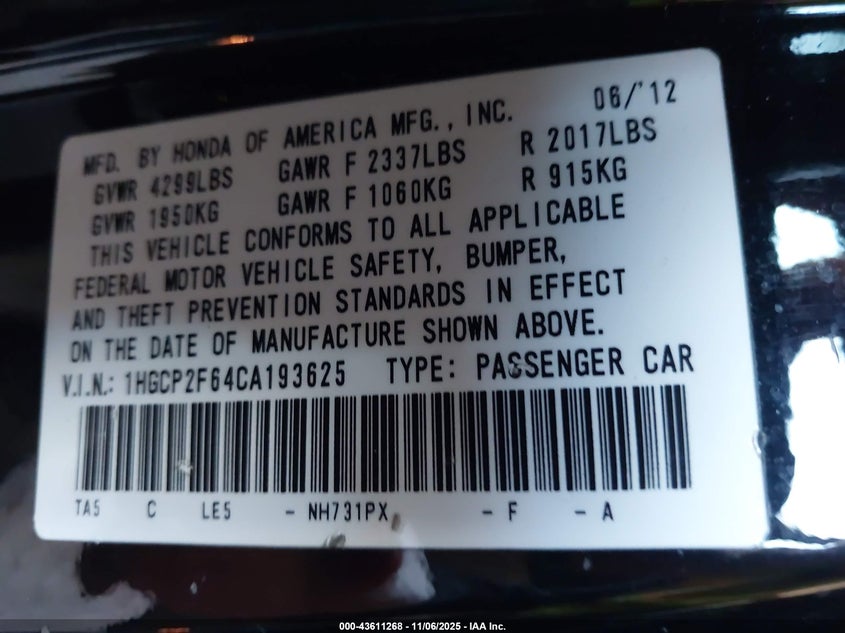 06/'12
MFD. BY HONDA OF AMERICA MFG., INC.
GVWR 4299LBS GAWR F 2337LBS R 2017LBS
GVWR 1950KG GAWR F 1060KG R 915KG
THIS VEHICLE CONFORMS TO ALL APPLICABLE
FEDERAL MOTOR VEHICLE SAFETY, BUMPER,
AND THEFT PREVENTION STANDARDS IN EFFECT
ON THE DATE OF MANUFACTURE SHOWN ABOVE.
V.I.N.: 1HGCP2F64CA193625 TYPE: PASSENGER CAR
TA5 C LE5 - NH731PX - F - A
000-43611268 - 11/06/2025 - IAA Inc.